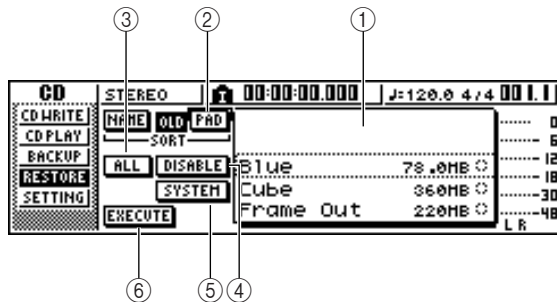 ③ ② ①
CD STEREO 00:00:00.000 ♩=120.0 4/4 001.1
CD WRITE NAME OLD PAD
CD PLAY SORT
BACKUP ALL DISABLE Blue 78.0MB
RESTORE SYSTEM Cube 360MB
SETTING EXECUTE Frame Out 220MB
0
6
12
18
30
48
L R
⑥ ⑤ ④